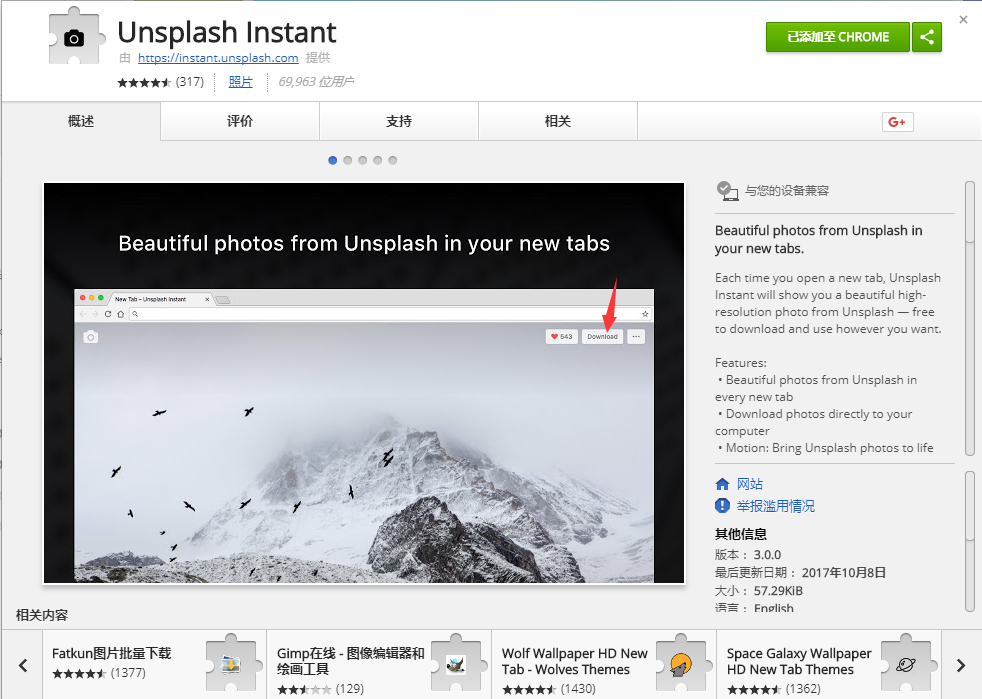 Unsplash Instant
已添加至 CHROME
由 https://instant.unsplash.com 提供
(317) 照片 69,963 位用户
概述 评价 支持 相关 G+
与您的设备兼容
Beautiful photos from Unsplash in your new tabs
New Tab – Unsplash Instant
543 Download
Beautiful photos from Unsplash in
your new tabs.
Each time you open a new tab, Unsplash
Instant will show you a beautiful high-
resolution photo from Unsplash — free
to download and use however you want.
Features:
• Beautiful photos from Unsplash in
every new tab
• Download photos directly to your
computer
• Motion: Bring Unsplash photos to life
网站
举报滥用情况
其他信息
版本： 3.0.0
最后更新日期： 2017年10月8日
大小： 57.29KiB
语言： English
相关内容
Fatkun图片批量下载
(1377)
Gimp在线 - 图像编辑器和
绘画工具
(129)
Wolf Wallpaper HD New
Tab - Wolves Themes
(1430)
Space Galaxy Wallpaper
HD New Tab Themes
(1362)